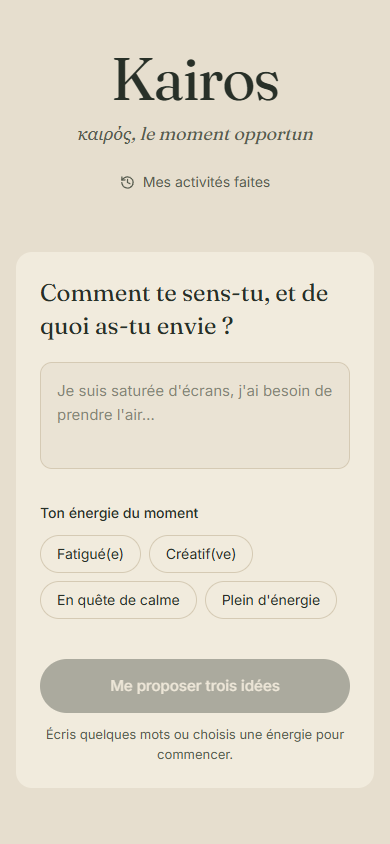 Kairos
καιρός, le moment opportun
Mes activités faites
Comment te sens-tu, et de
quoi as-tu envie ?
Je suis saturée d'écrans, j'ai besoin de
prendre l'air...
Ton énergie du moment
Fatigué(e)
Créatif(ve)
En quête de calme
Plein d'énergie
Me proposer trois idées
Écris quelques mots ou choisis une énergie pour
commencer.